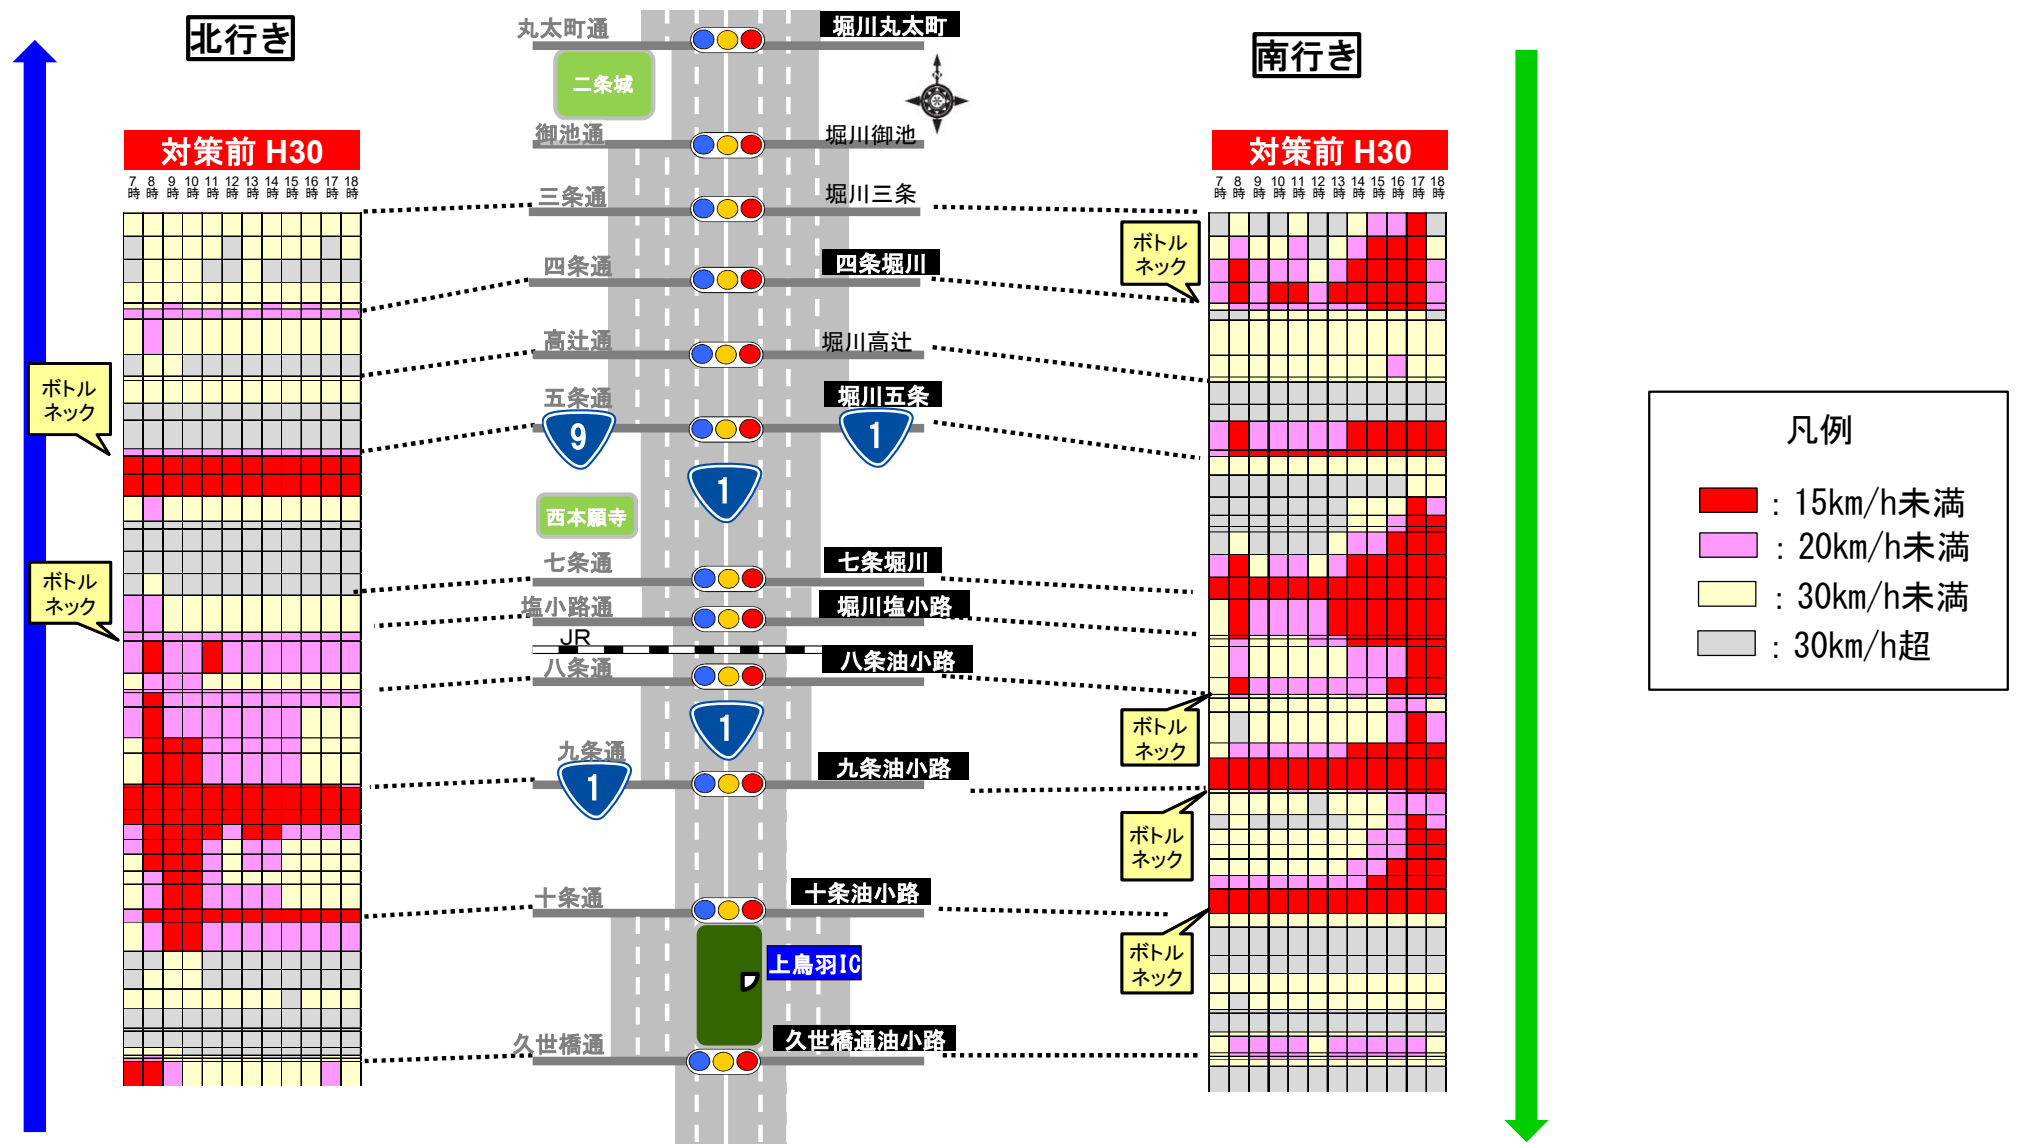 北行き
対策前 H30
7時 8時 9時 10時 11時 12時 13時 14時 15時 16時 17時 18時
ボトル
ネック
ボトル
ネック
丸太町通
堀川丸太町
二条城
御池通
堀川御池
三条通
堀川三条
四条通
四条堀川
高辻通
堀川高辻
五条通
堀川五条
9
1
1
西本願寺
七条通
七条堀川
塩小路通
堀川塩小路
JR
八条通
八条油小路
1
九条通
九条油小路
1
十条通
十条油小路
上鳥羽IC
久世橋通
久世橋通油小路
N
南行き
対策前 H30
7時 8時 9時 10時 11時 12時 13時 14時 15時 16時 17時 18時
ボトル
ネック
ボトル
ネック
ボトル
ネック
ボトル
ネック
凡例
：15km/h未満
：20km/h未満
：30km/h未満
：30km/h超